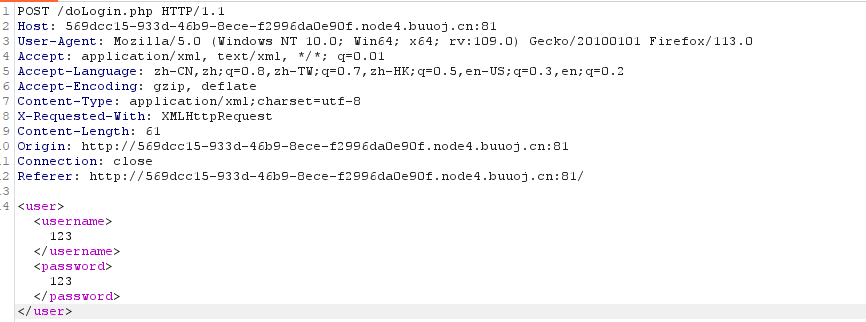 1 POST /doLogin.php HTTP/1.1
2 Host: 569dcc15-933d-46b9-8ece-f2996da0e90f.node4.buuoj.cn:81
3 User-Agent: Mozilla/5.0 (Windows NT 10.0; Win64; x64; rv:109.0) Gecko/20100101 Firefox/113.0
4 Accept: application/xml, text/xml, */*; q=0.01
5 Accept-Language: zh-CN,zh;q=0.8,zh-TW;q=0.7,zh-HK;q=0.5,en-US;q=0.3,en;q=0.2
6 Accept-Encoding: gzip, deflate
7 Content-Type: application/xml;charset=utf-8
8 X-Requested-With: XMLHttpRequest
9 Content-Length: 61
.0 Origin: http://569dcc15-933d-46b9-8ece-f2996da0e90f.node4.buuoj.cn:81
.1 Connection: close
.2 Referer: http://569dcc15-933d-46b9-8ece-f2996da0e90f.node4.buuoj.cn:81/
.3
.4 <user>
<username>
123
</username>
<password>
123
</password>
</user>